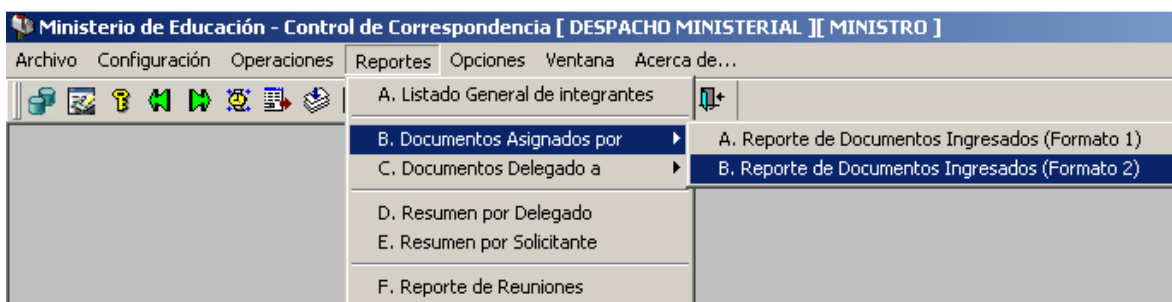 Ministerio de Educación - Control de Correspondencia [ DESPACHO MINISTERIAL ][ MINISTRO ]
Archivo Configuración Operaciones Reportes Opciones Ventana Acerca de...
A. Listado General de integrantes
B. Documentos Asignados por
A. Reporte de Documentos Ingresados (Formato 1)
C. Documentos Delegado a
B. Reporte de Documentos Ingresados (Formato 2)
D. Resumen por Delegado
E. Resumen por Solicitante
F. Reporte de Reuniones